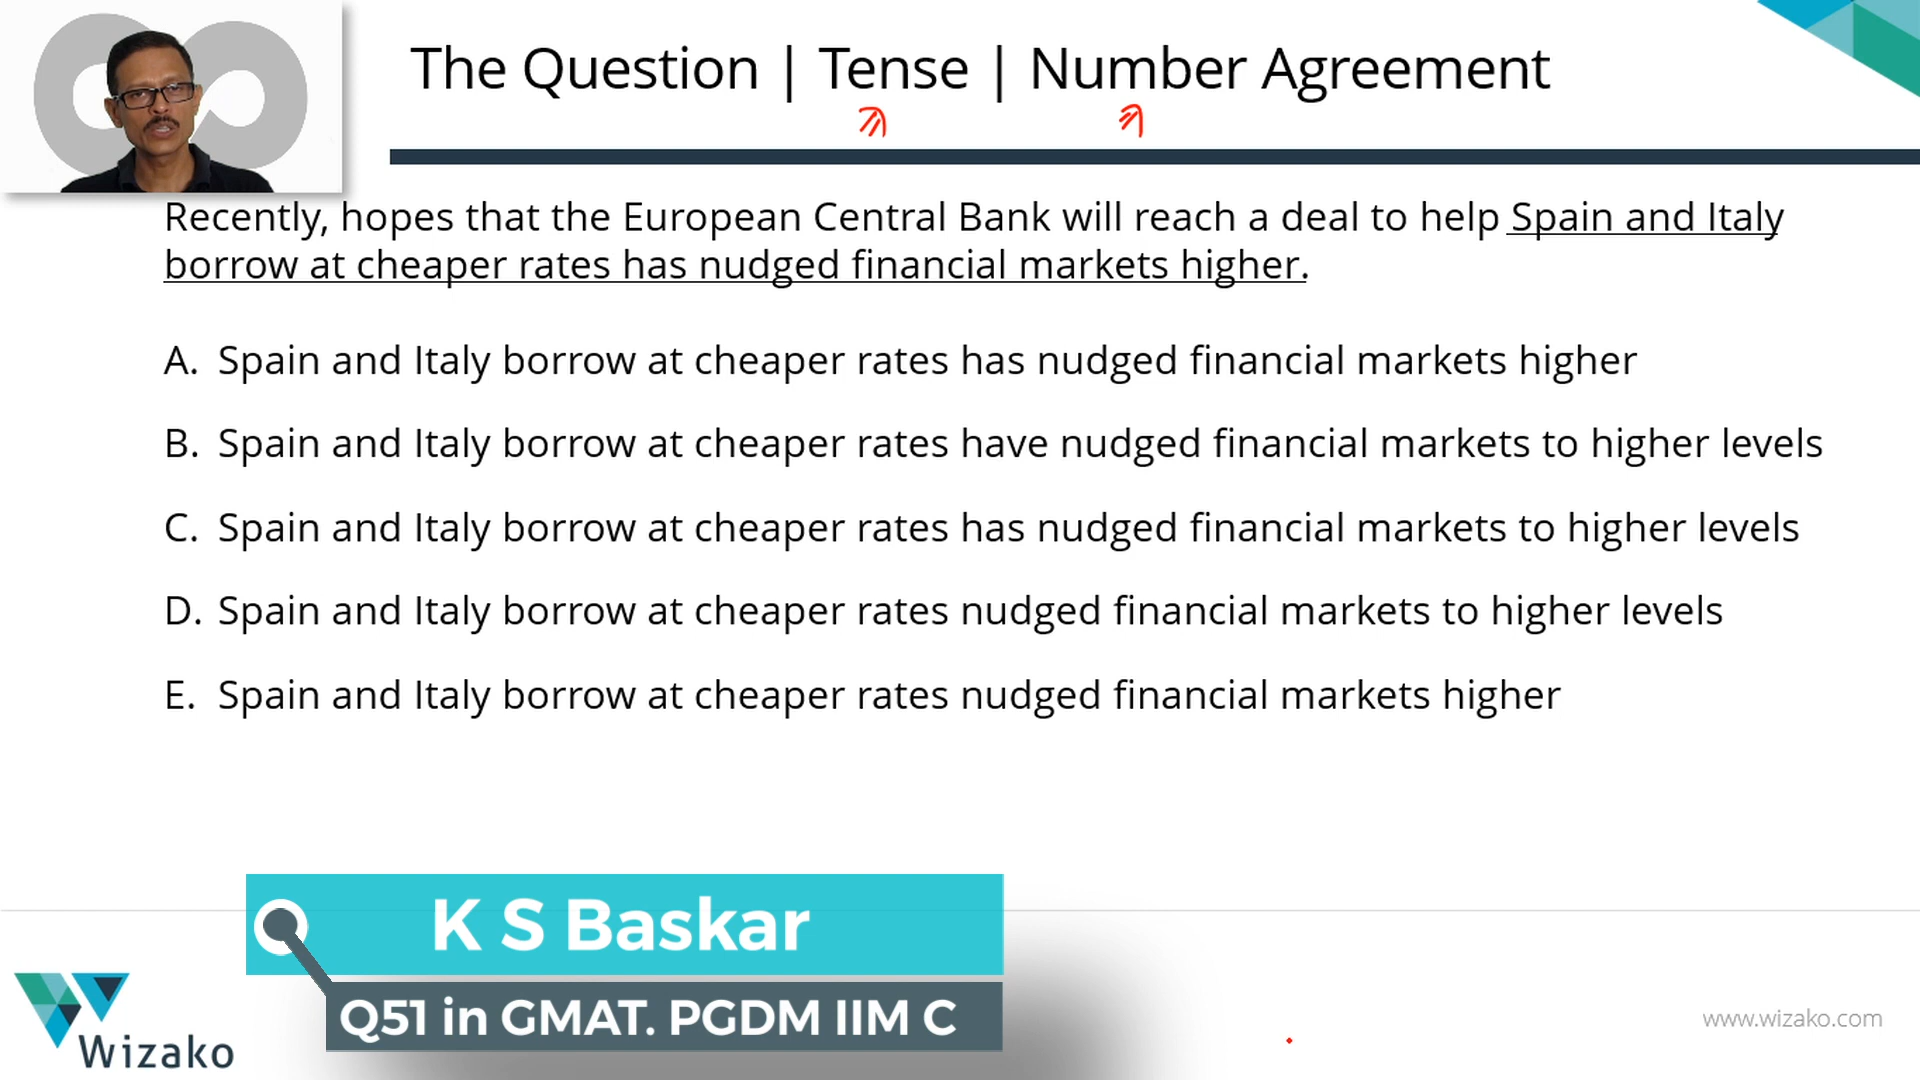 The Question | Tense | Number Agreement
Recently, hopes that the European Central Bank will reach a deal to help Spain and Italy
borrow at cheaper rates has nudged financial markets higher.
A. Spain and Italy borrow at cheaper rates has nudged financial markets higher
B. Spain and Italy borrow at cheaper rates have nudged financial markets to higher levels
C. Spain and Italy borrow at cheaper rates has nudged financial markets to higher levels
D. Spain and Italy borrow at cheaper rates nudged financial markets to higher levels
E. Spain and Italy borrow at cheaper rates nudged financial markets higher
K S Baskar
Q51 in GMAT. PGDM IIM C
Wizako
www.wizako.com